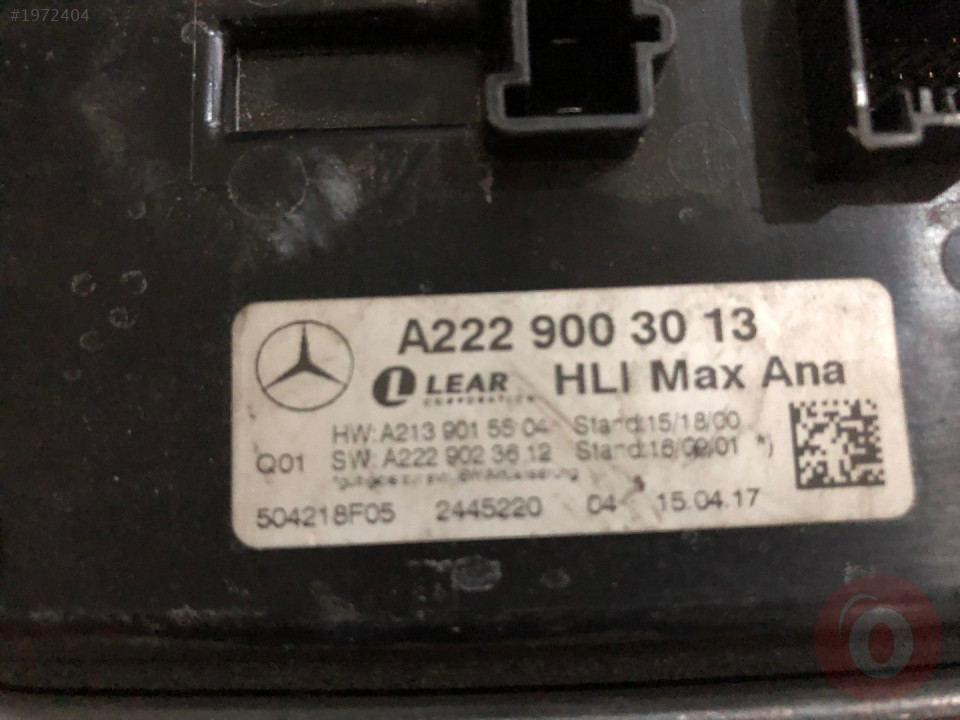 #1972404
A222 900 30 13
LEAR HLI Max Ana
CORPORATION
HW:A213 901 55 04 Stand:15/18/00
Q01 SW: A222 902 36 12 Stand:16/09/01 *)
504218F05 2445220 04 15.04.17